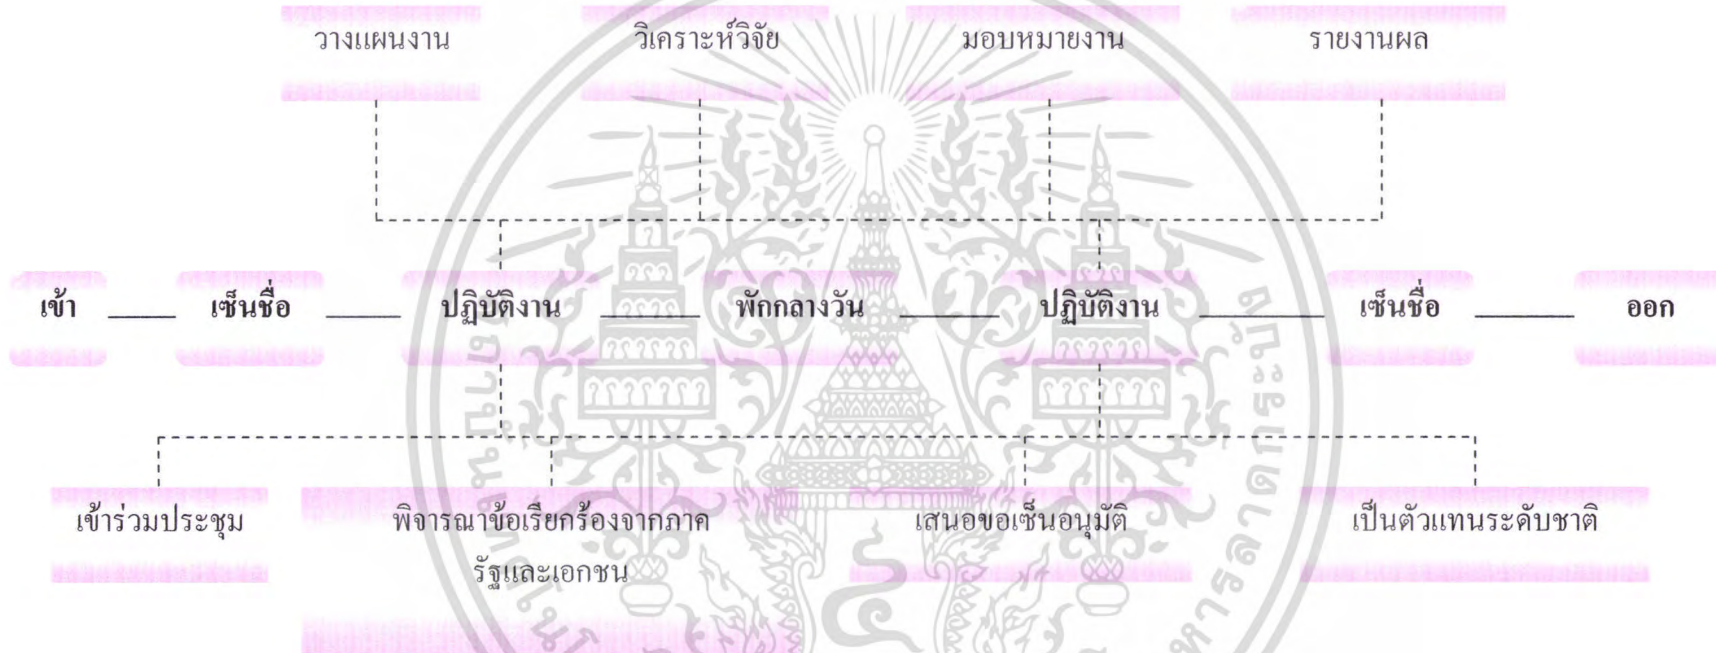 วางแผนงาน วิเคราะห์วิจัย มอบหมายงาน รายงานผล
เข้า เซ็นชื่อ ปฏิบัติงาน พักกลางวัน ปฏิบัติงาน เซ็นชื่อ ออก
เข้าร่วมประชุม พิจารณาข้อเรียกร้องจากภาค เสนอขอเซ็นอนุมัติ เป็นตัวแทนระดับชาติ
รัฐและเอกชน